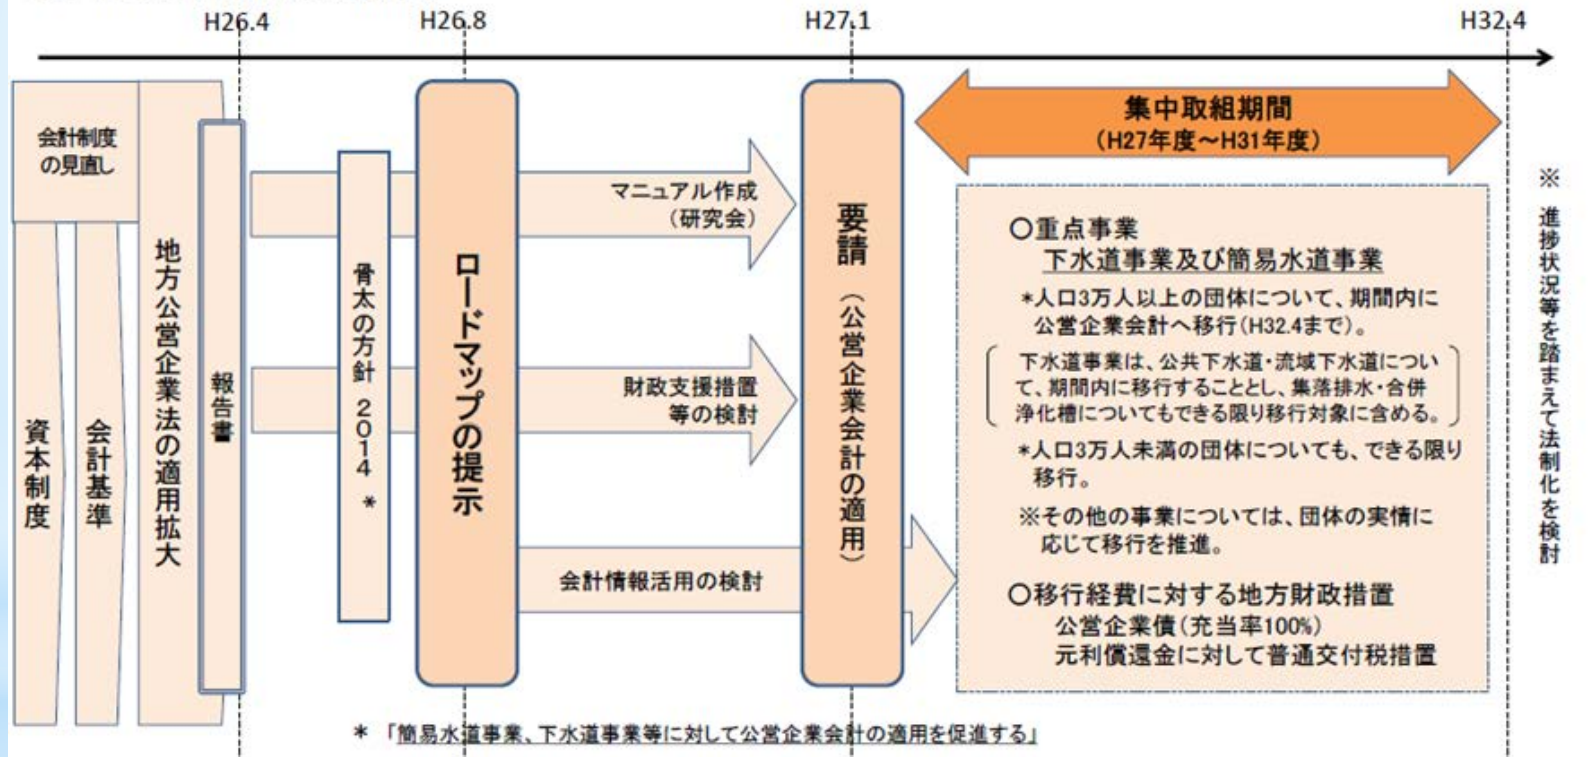 H26.4
H26.8
H27.1
H32.4
会計制度
の見直し
資本制度
会計基準
地方公営企業法の適用拡大
報告書
骨太の方針 2014 *
ロードマップの提示
マニュアル作成
(研究会)
財政支援措置
等の検討
会計情報活用の検討
要請(公営企業会計の適用)
集中取組期間
(H27年度～H31年度)
○重点事業
下水道事業及び簡易水道事業
*人口3万人以上の団体について、期間内に
公営企業会計へ移行(H32.4まで)。
下水道事業は、公共下水道・流域下水道につい
て、期間内に移行することとし、集落排水・合併
浄化槽についてもできる限り移行対象に含める。
*人口3万人未満の団体についても、できる限り
移行。
※その他の事業については、団体の実情に
応じて移行を推進。
○移行経費に対する地方財政措置
公営企業債(充当率100%)
元利償還金に対して普通交付税措置
※ 進捗状況等を踏まえて法制化を検討
* 「簡易水道事業、下水道事業等に対して公営企業会計の適用を促進する」